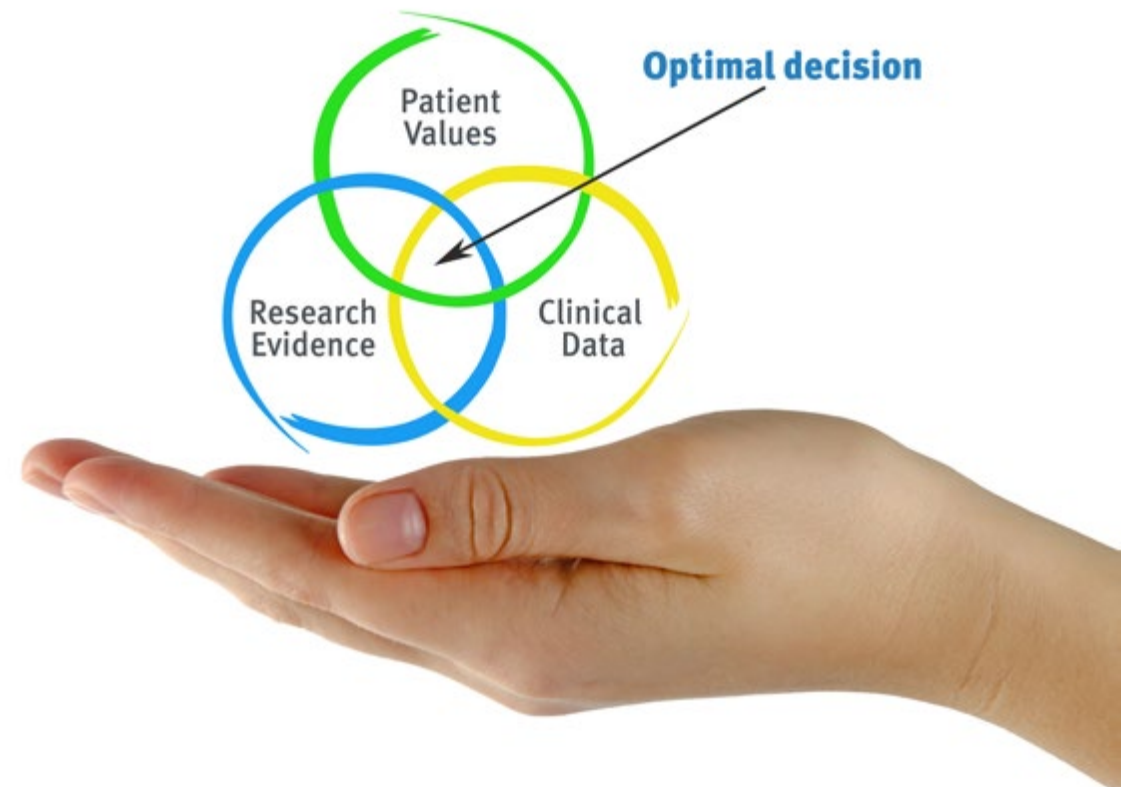 Optimal decision
Patient
Values
Research
Evidence
Clinical
Data